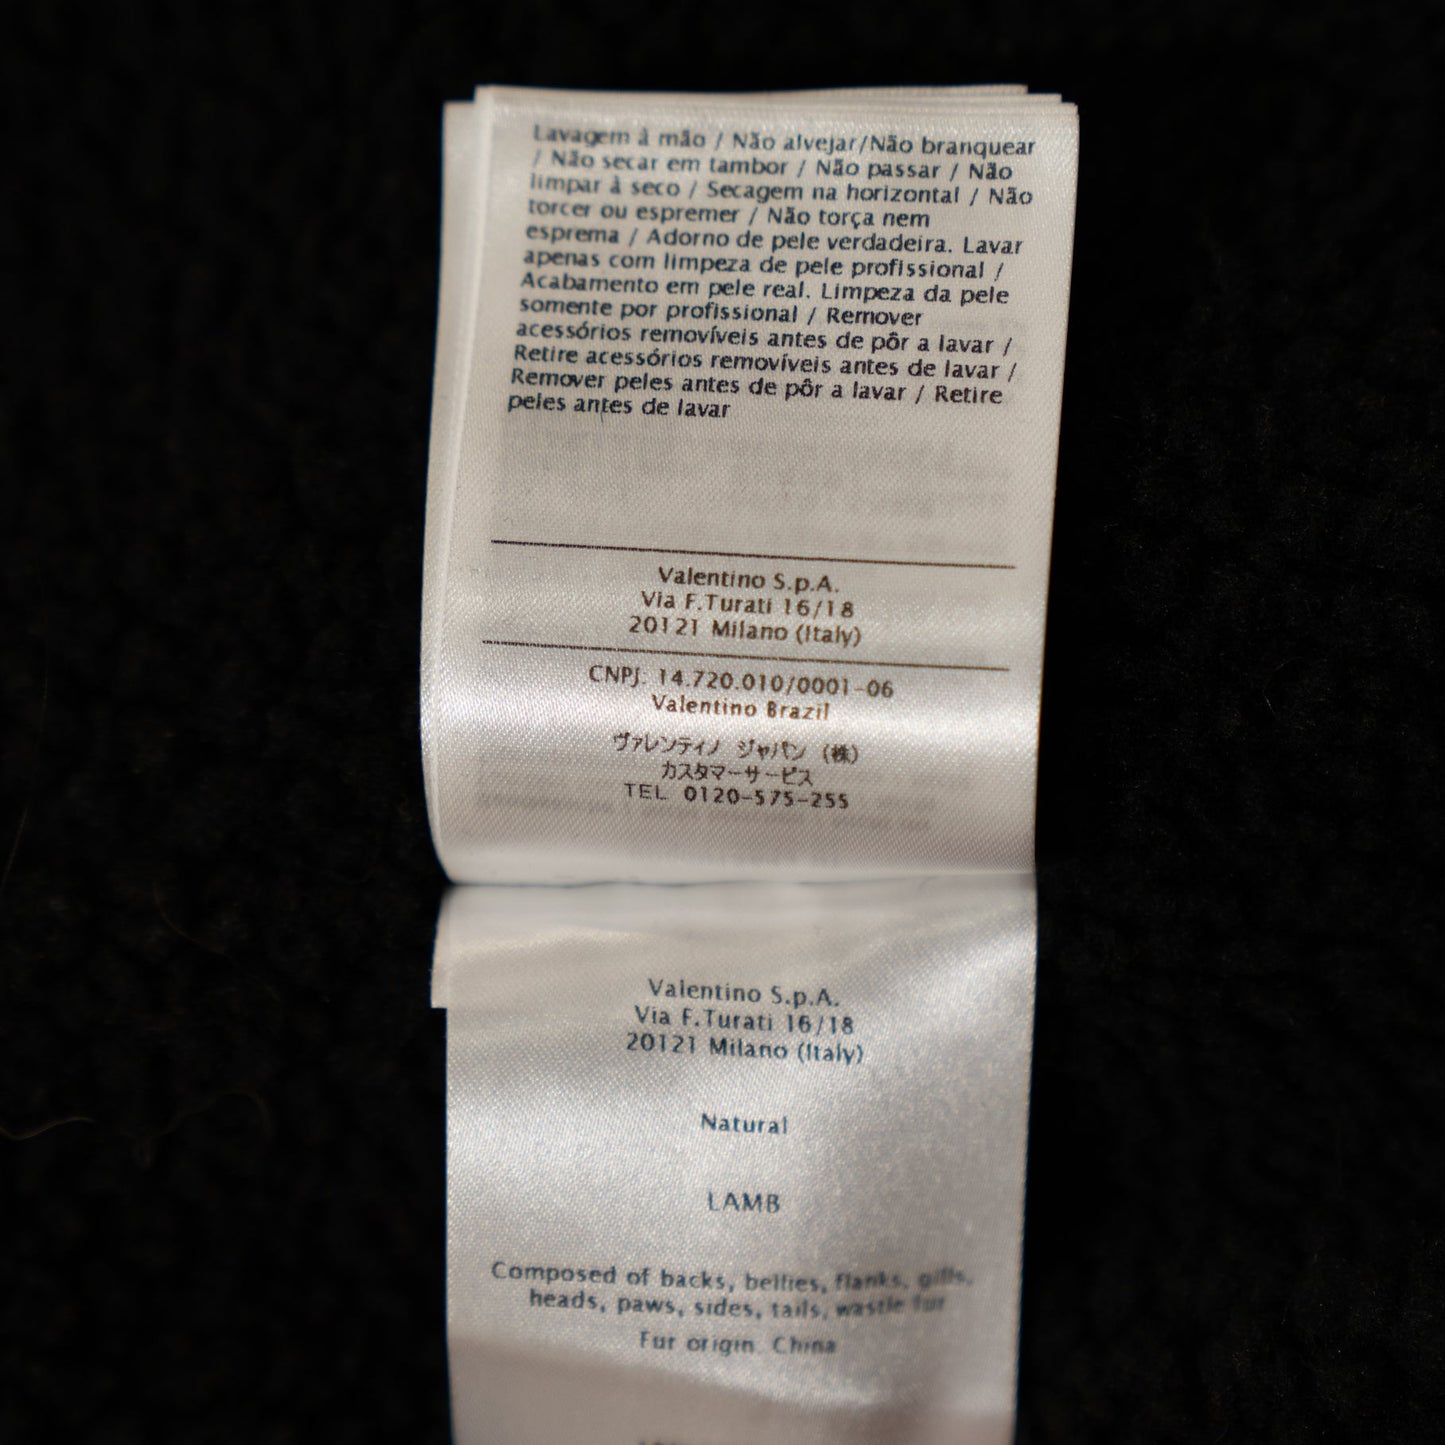 Lavagem à mão / Não alvejar/Não branquear
/ Não secar em tambor / Não passar / Não
limpar à seco / Secagem na horizontal / Não
torcer ou espremer / Não torça nem
esprema / Adorno de pele verdadeira. Lavar
apenas com limpeza de pele profissional /
Acabamento em pele real. Limpeza da pele
somente por profissional / Remover
acessórios removíveis antes de pôr a lavar /
Retire acessórios removíveis antes de lavar /
Remover peles antes de pôr a lavar / Retire
peles antes de lavar
Valentino S.p.A.
Via F.Turati 16/18
20121 Milano (Italy)
CNPJ. 14.720.010/0001-06
Valentino Brazil
ヴァレンティノ ジャパン (株)
カスタマーサービス
TEL 0120-575-255
Valentino S.p.A.
Via F.Turati 16/18
20121 Milano (Italy)
Natural
LAMB
Composed of backs, bellies, flanks, gills,
heads, paws, sides, tails, wastle fur
Fur origin. China